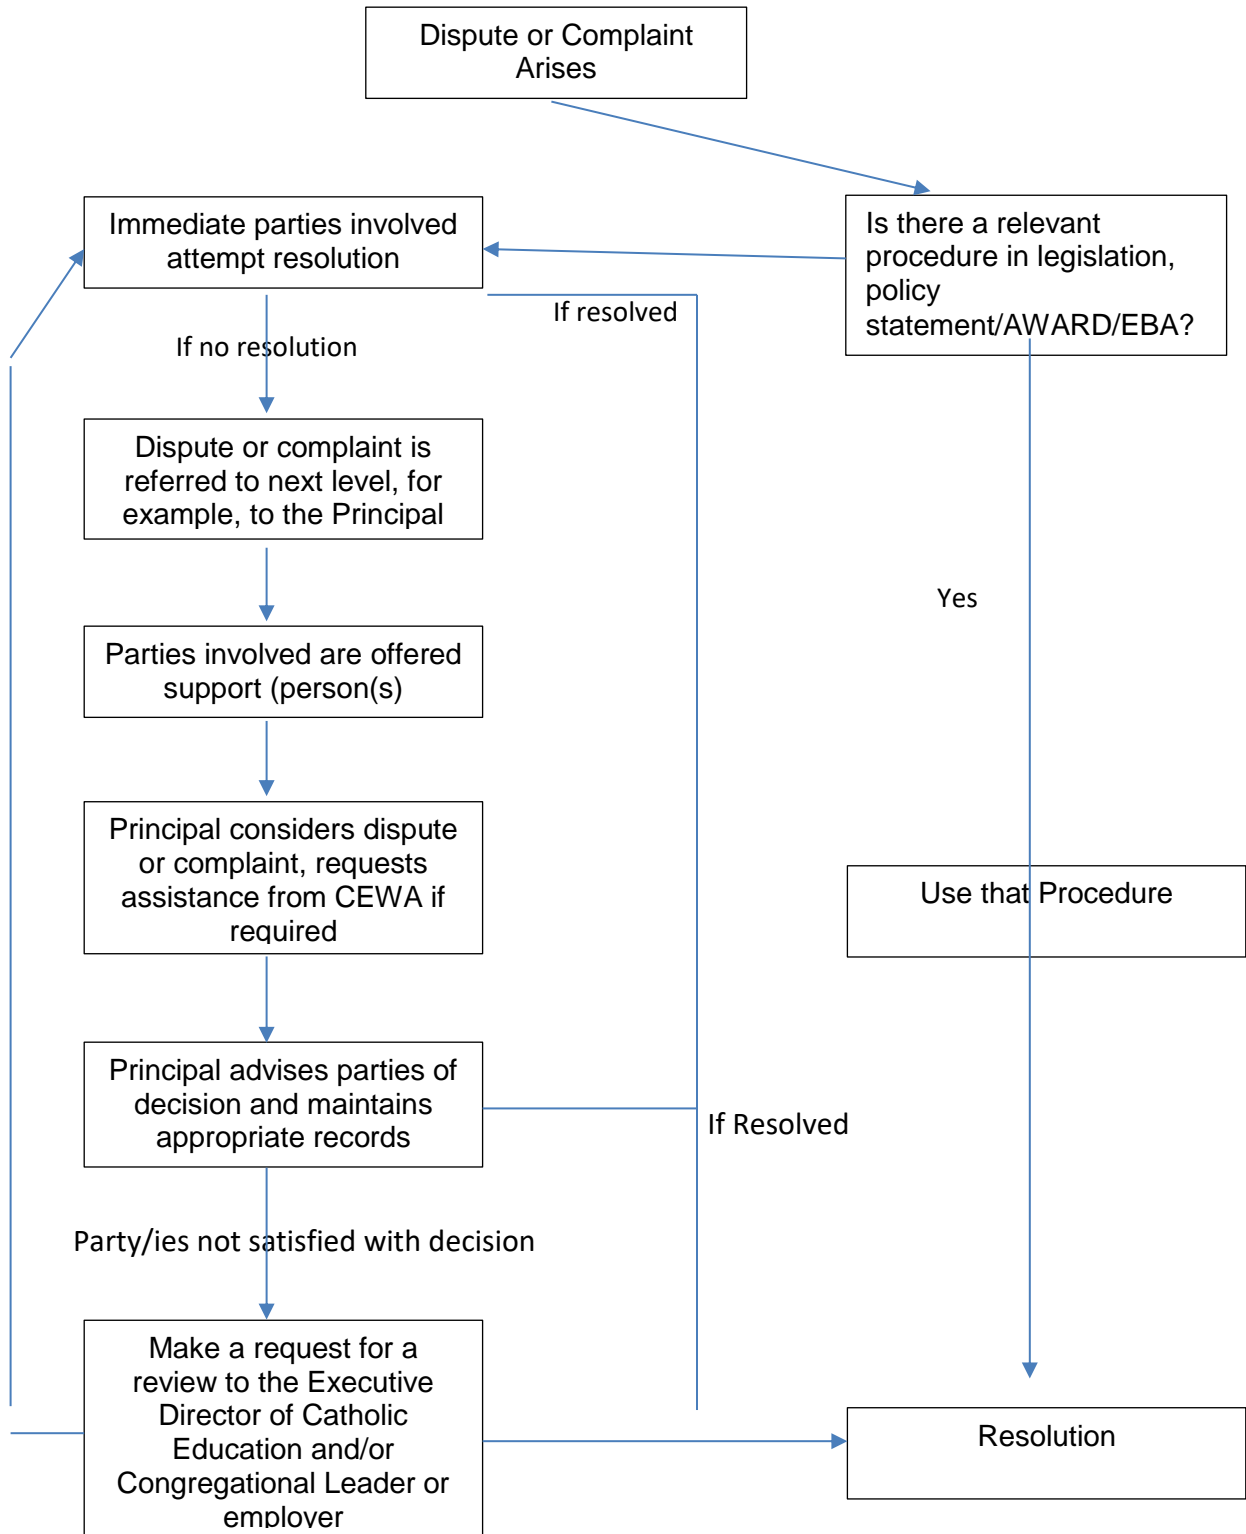 Dispute or Complaint
Arises
Immediate parties involved
attempt resolution
Is there a relevant
procedure in legislation,
policy
statement/AWARD/EBA?
If resolved
If no resolution
Dispute or complaint is
referred to next level, for
example, to the Principal
Yes
Parties involved are offered
support (person(s)
Principal considers dispute
or complaint, requests
assistance from CEWA if
required
Use that Procedure
Principal advises parties of
decision and maintains
appropriate records
If Resolved
Party/ies not satisfied with decision
Make a request for a
review to the Executive
Director of Catholic
Education and/or
Congregational Leader or
employer
Resolution